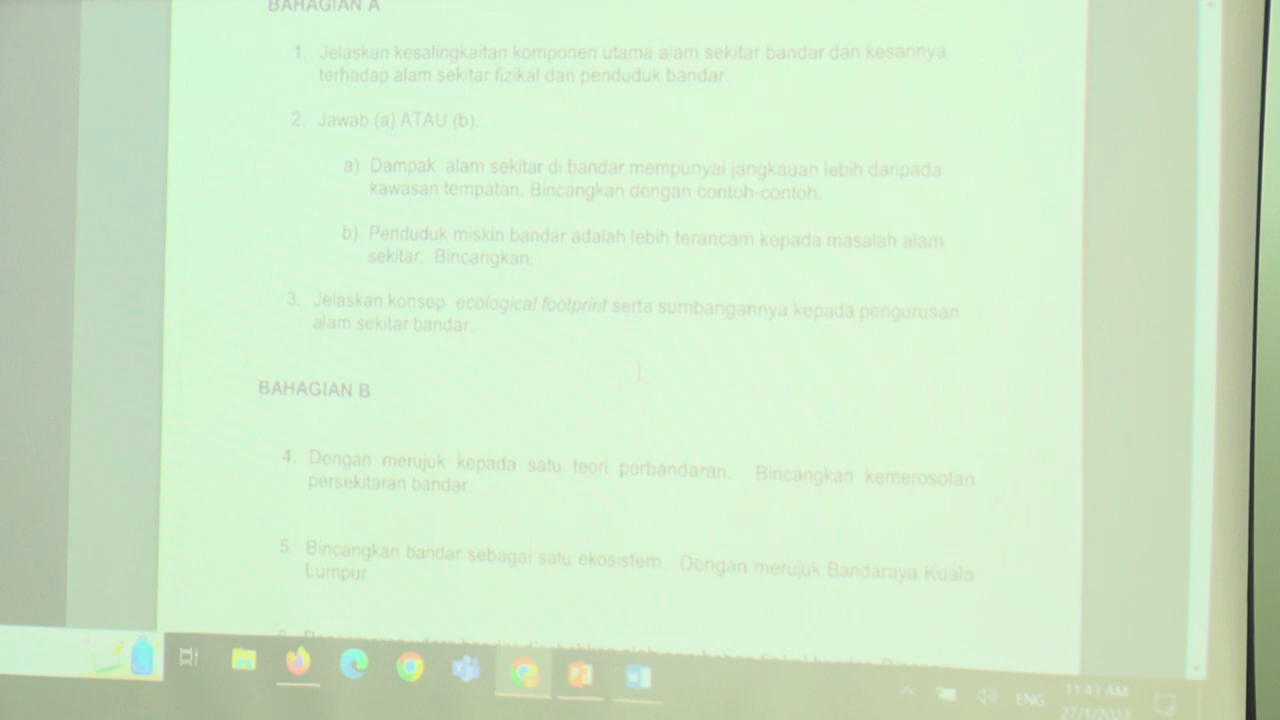 BAHAGIAN A
1. Jelaskan kesalingkaitan komponen utama alam sekitar bandar dan kesannya
terhadap alam sekitar fizikal dan penduduk bandar.
2. Jawab (a) ATAU (b).
a) Dampak alam sekitar di bandar mempunyai jangkauan lebih daripada
kawasan tempatan. Bincangkan dengan contoh-contoh.
b) Penduduk miskin bandar adalah lebih terancam kepada masalah alam
sekitar. Bincangkan.
3. Jelaskan konsep ecological footprint serta sumbangannya kepada pengurusan
alam sekitar bandar.
BAHAGIAN B
4. Dengan merujuk kepada satu teori perbandaran. Bincangkan kemerosotan
persekitaran bandar.
5. Bincangkan bandar sebagai satu ekosistem. Dengan merujuk Bandaraya Kuala
Lumpur
ENG
11:43 AM
27/1/2023